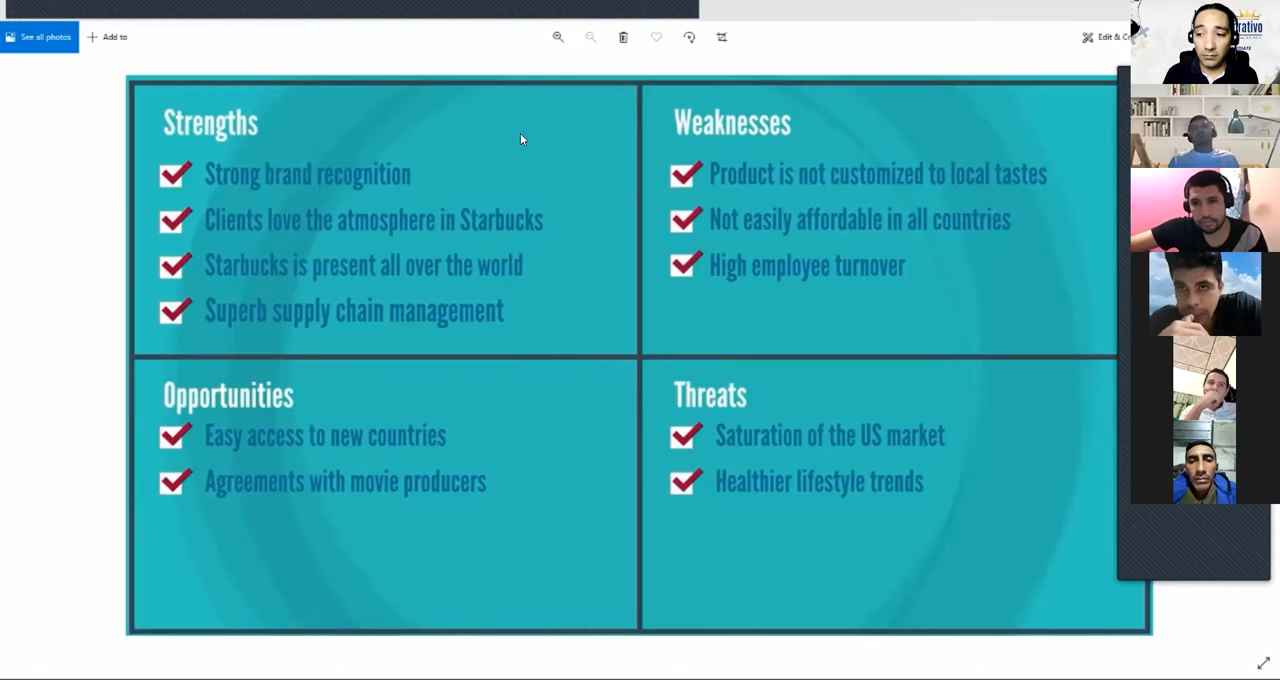 See all photos
Add to
Edit & Cr
Strengths
Strong brand recognition
Clients love the atmosphere in Starbucks
Starbucks is present all over the world
Superb supply chain management
Weaknesses
Product is not customized to local tastes
Not easily affordable in all countries
High employee turnover
Opportunities
Easy access to new countries
Agreements with movie producers
Threats
Saturation of the US market
Healthier lifestyle trends